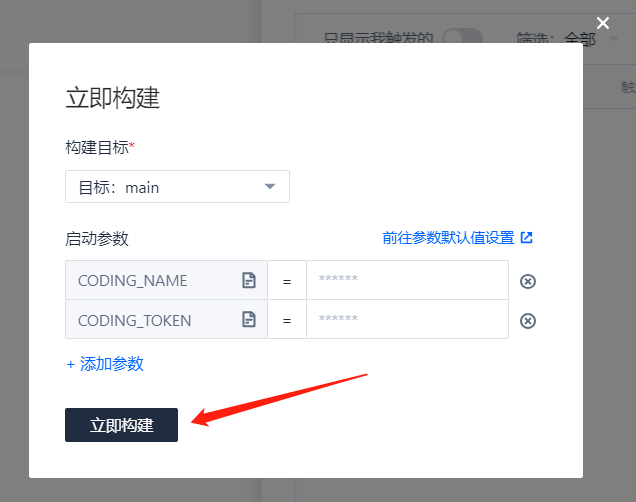 只显示我触发的 筛选: 全部
触
立即构建
构建目标*
目标: main
启动参数 前往参数默认值设置
CODING_NAME = ******
CODING_TOKEN = ******
+ 添加参数
立即构建